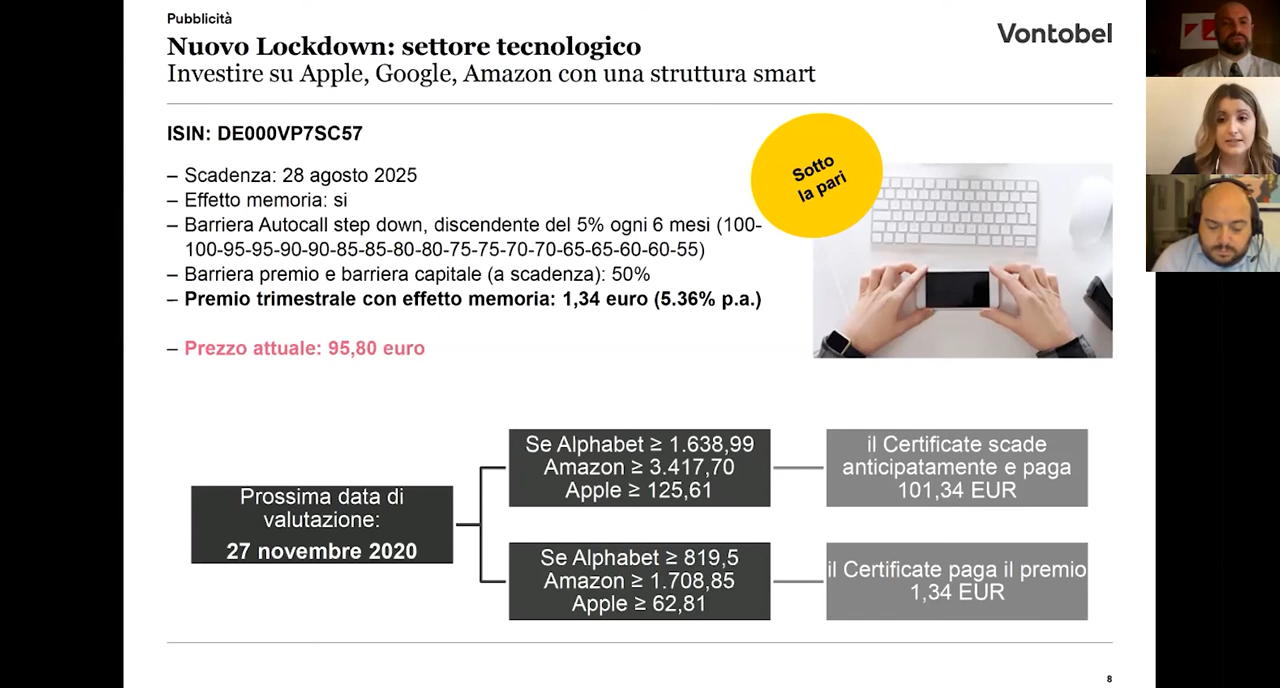 Pubblicità
Nuovo Lockdown: settore tecnologico
Investire su Apple, Google, Amazon con una struttura smart
Vontobel
ISIN: DE000VP7SC57
– Scadenza: 28 agosto 2025
– Effetto memoria: si
– Barriera Autocall step down, discendente del 5% ogni 6 mesi (100-
100-95-95-90-90-85-85-80-80-75-75-70-70-65-65-60-60-55)
– Barriera premio e barriera capitale (a scadenza): 50%
– Premio trimestrale con effetto memoria: 1,34 euro (5.36% p.a.)
– Prezzo attuale: 95,80 euro
Sotto
la pari
Prossima data di
valutazione:
27 novembre 2020
Se Alphabet ≥ 1.638,99
Amazon ≥ 3.417,70
Apple ≥ 125,61
il Certificate scade
anticipatamente e paga
101,34 EUR
Se Alphabet ≥ 819,5
Amazon ≥ 1.708,85
Apple ≥ 62,81
il Certificate paga il premio
1,34 EUR
8